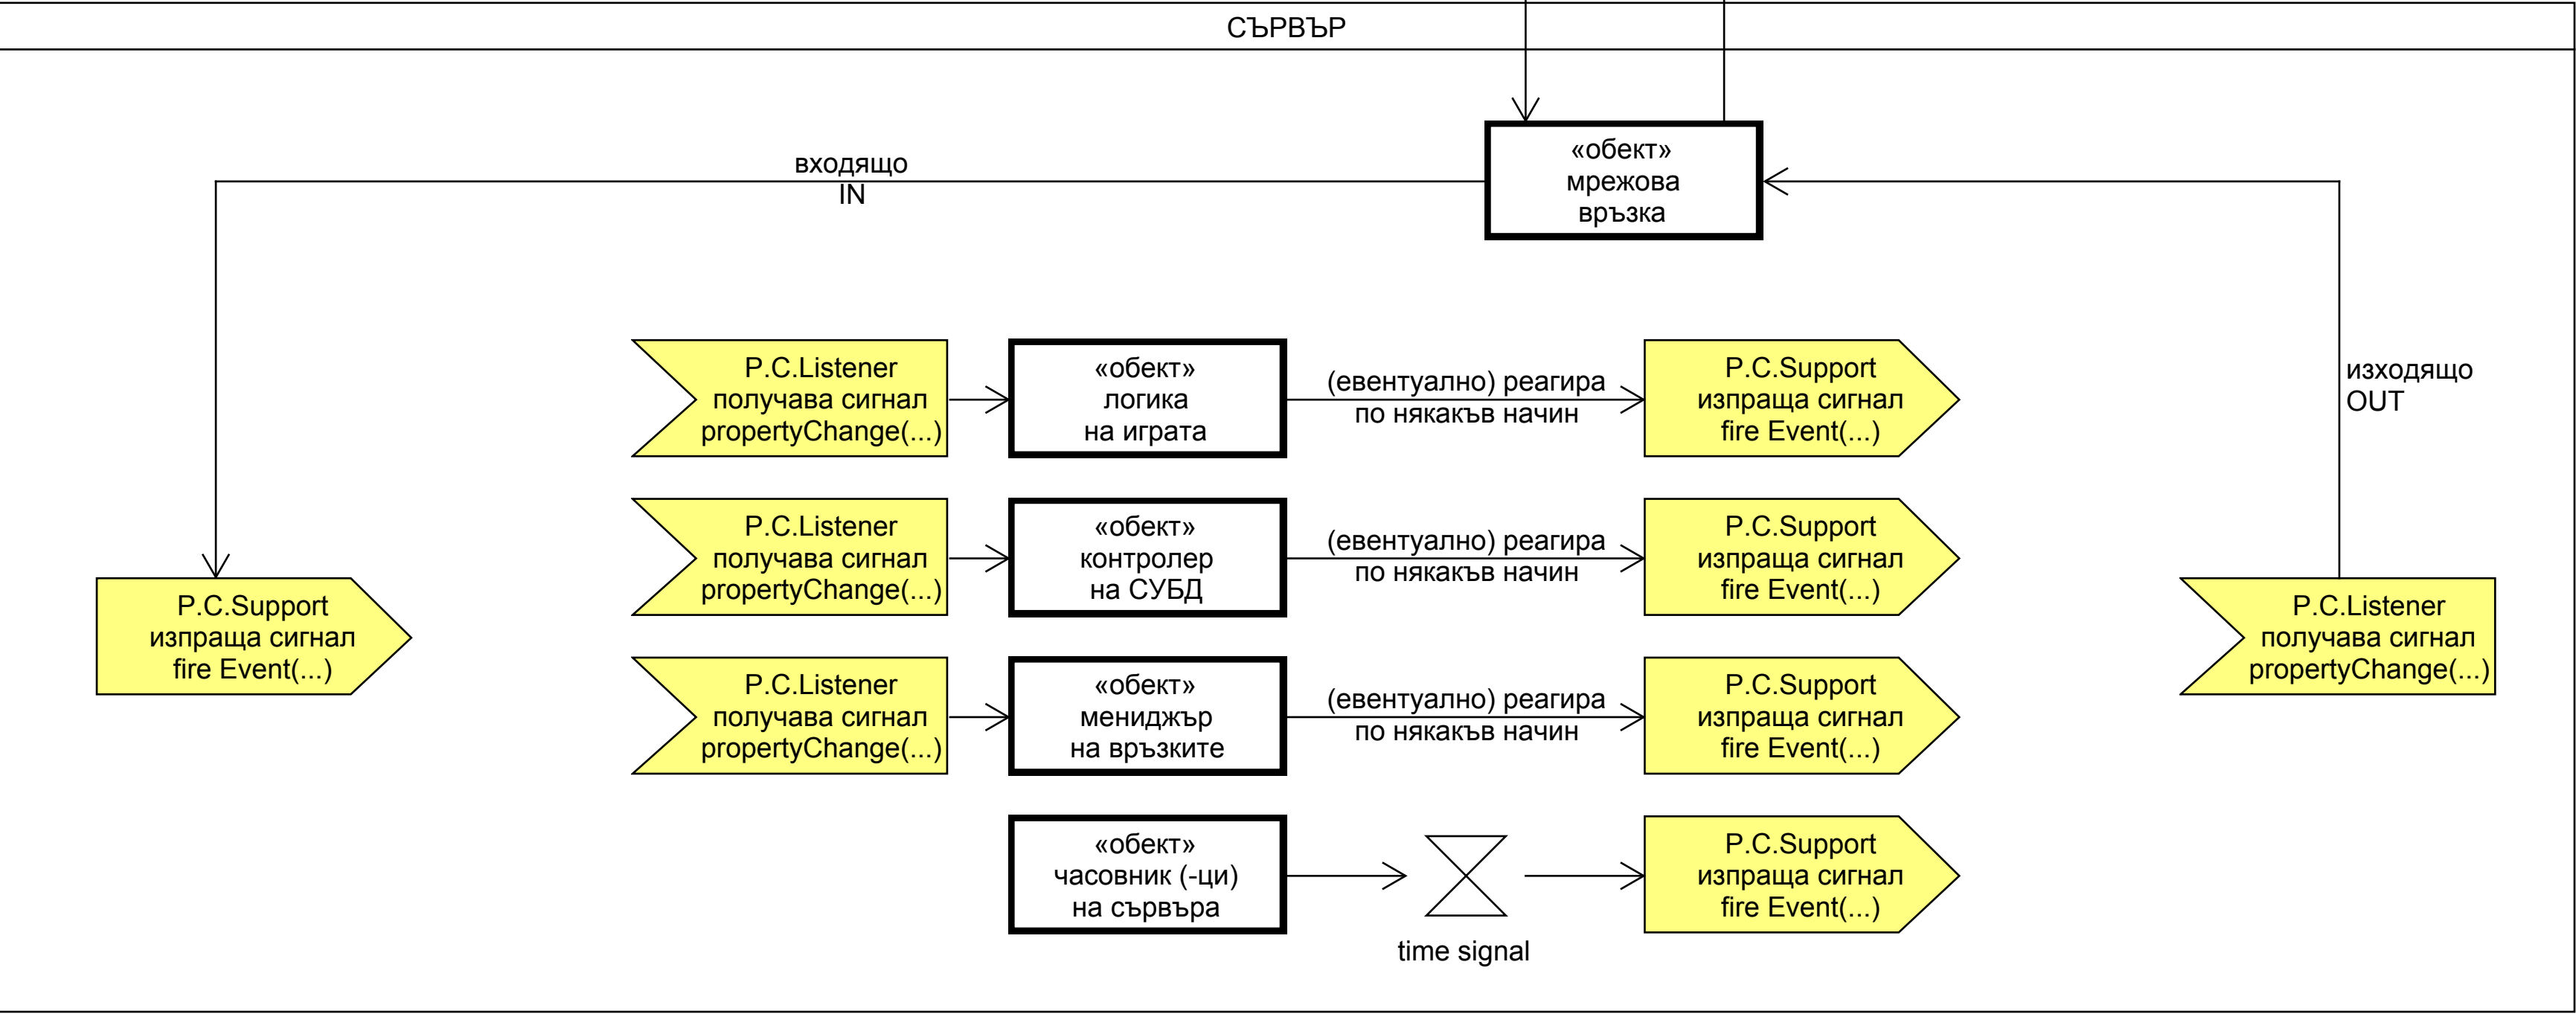 СЪРВЪР
«обект»
мрежова
връзка
входящо
IN
P.C.Listener
получава сигнал
propertyChange(...)
«обект»
логика
на играта
(евентуално) реагира
по някакъв начин
P.C.Support
изпраща сигнал
fire Event(...)
изходящо
OUT
P.C.Listener
получава сигнал
propertyChange(...)
«обект»
контролер
на СУБД
(евентуално) реагира
по някакъв начин
P.C.Support
изпраща сигнал
fire Event(...)
P.C.Support
изпраща сигнал
fire Event(...)
P.C.Listener
получава сигнал
propertyChange(...)
P.C.Listener
получава сигнал
propertyChange(...)
«обект»
мениджър
на връзките
(евентуално) реагира
по някакъв начин
P.C.Support
изпраща сигнал
fire Event(...)
«обект»
часовник (-ци)
на сървъра
time signal
P.C.Support
изпраща сигнал
fire Event(...)